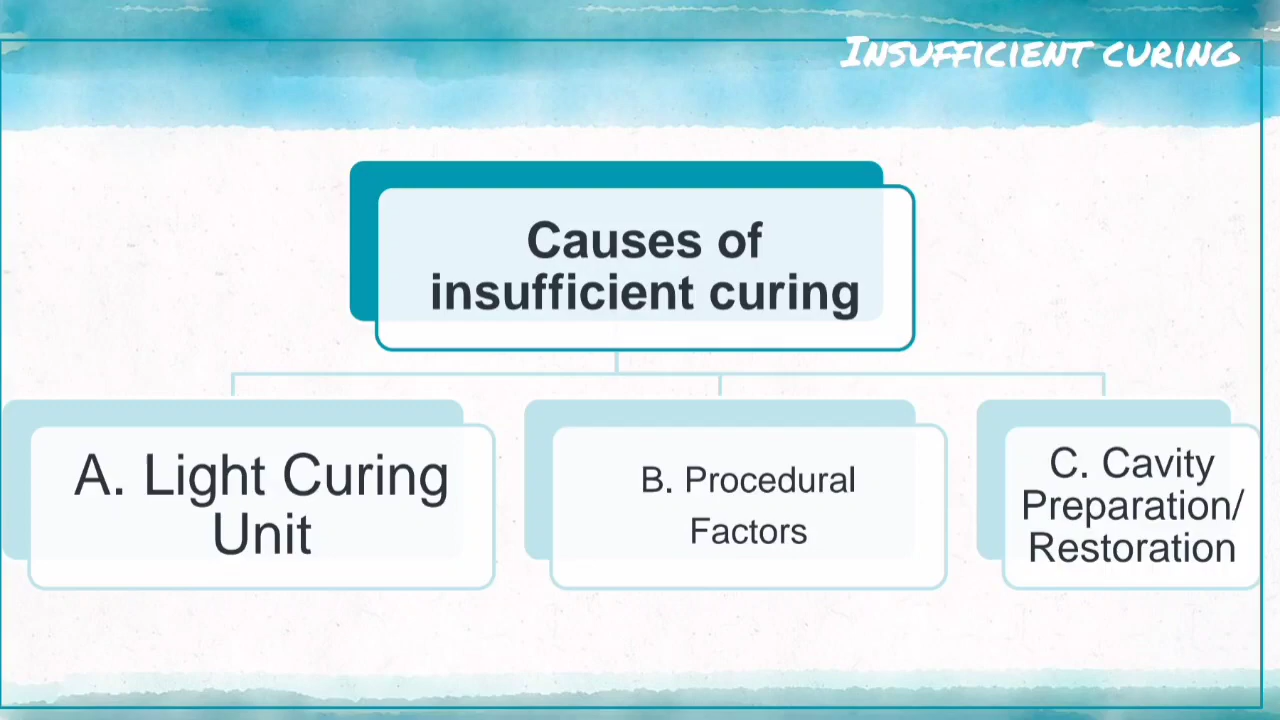 Insufficient curing
Causes of
insufficient curing
A. Light Curing
Unit
B. Procedural
Factors
C. Cavity
Preparation/
Restoration